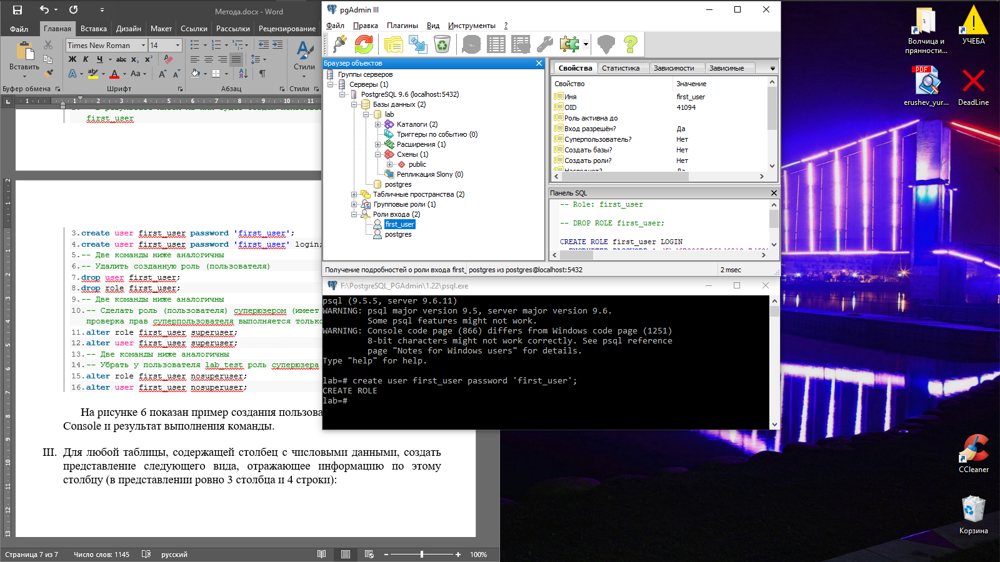 Метода.docx - Word
Файл
Главная
Вставка
Дизайн
Макет
Ссылки
Рассылки
Рецензирование
Вставить
Times New Roman
14
Ж К Ч abc x₂ x²
Aa
Стили
Буфер обмена
Шрифт
Абзац
Стили
first_user
3.create user first_user password 'first_user';
4.create user first_user password 'first_user' login;
5.-- Две команды ниже аналогичны
6.-- Удалить созданную роль (пользователя)
7.drop user first_user;
8.drop role first_user;
9.-- Две команды ниже аналогичны
10.-- Сделать роль (пользователя) суперюзером (имеет
проверка прав суперпользователя выполняется только
11.alter role first_user superuser;
12.alter user first_user superuser;
13.-- Две команды ниже аналогичны
14.-- Убрать у пользователя lab_test роль суперюзера
15.alter role first_user nosuperuser;
16.alter user first_user nosuperuser;
На рисунке 6 показан пример создания пользова
Console и результат выполнения команды.
III. Для любой таблицы, содержащей столбец с числовыми данными, создать
представление следующего вида, отражающее информацию по этому
столбцу (в представлении ровно 3 столбца и 4 строки):
Страница 7 из 7
Число слов: 1145
русский
100%
pgAdmin III
Файл Правка Плагины Вид Инструменты ?
Браузер объектов
Группы серверов
Серверы (1)
PostgreSQL 9.6 (localhost:5432)
Базы данных (2)
lab
Каталоги (2)
Триггеры по событию (0)
Расширения (1)
Схемы (1)
public
Репликация Slony (0)
postgres
Табличные пространства (2)
Групповые роли (1)
Роли входа (2)
first_user
postgres
Свойства
Статистика
Зависимости
Зависимые
Свойство Значение
Имя first_user
OID 41094
Роль активна до
Вход разрешён? Да
Суперпользователь? Нет
Создать базы? Нет
Создать роли? Нет
Наследует? Да
Панель SQL
-- Role: first_user
-- DROP ROLE first_user;
CREATE ROLE first_user LOGIN
Получение подробностей о роли входа first_
postgres из postgres@localhost:5432
2 msec
F:\PostgreSQL_PGAdmin\1.22\psql.exe
psql (9.5.5, server 9.6.11)
WARNING: psql major version 9.5, server major version 9.6.
Some psql features might not work.
WARNING: Console code page (866) differs from Windows code page (1251)
8-bit characters might not work correctly. See psql reference
page "Notes for Windows users" for details.
Type "help" for help.
lab=# create user first_user password 'first_user';
CREATE ROLE
lab=#
Волчица и
пряности...
УЧЕБА
PDF
erushev_yur...
DeadLine
CCleaner
Корзина